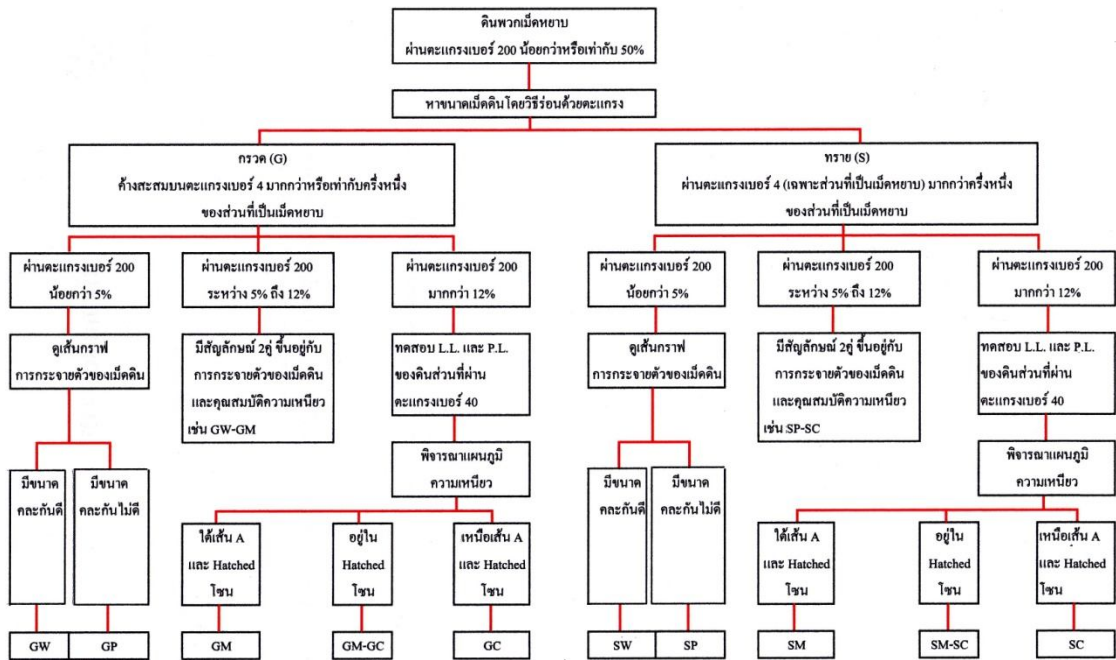 ดินพวกเม็ดหยาบ
ผ่านตะแกรงเบอร์ 200 น้อยกว่าหรือเท่ากับ 50%
หาขนาดเม็ดดินโดยวิธีร่อนด้วยตะแกรง
กรวด (G)
ค้างสะสมบนตะแกรงเบอร์ 4 มากกว่าหรือเท่ากับครึ่งหนึ่ง
ของส่วนที่เป็นเม็ดหยาบ
ทราย (S)
ผ่านตะแกรงเบอร์ 4 (เฉพาะส่วนที่เป็นเม็ดหยาบ) มากกว่าครึ่งหนึ่ง
ของส่วนที่เป็นเม็ดหยาบ
ผ่านตะแกรงเบอร์ 200
น้อยกว่า 5%
ผ่านตะแกรงเบอร์ 200
ระหว่าง 5% ถึง 12%
ผ่านตะแกรงเบอร์ 200
มากกว่า 12%
ผ่านตะแกรงเบอร์ 200
น้อยกว่า 5%
ผ่านตะแกรงเบอร์ 200
ระหว่าง 5% ถึง 12%
ผ่านตะแกรงเบอร์ 200
มากกว่า 12%
ดูเส้นกราฟ
การกระจายตัวของเม็ดดิน
มีสัญลักษณ์ 2คู่ ขึ้นอยู่กับ
การกระจายตัวของเม็ดดิน
และคุณสมบัติความเหนียว
เช่น GW-GM
ทดสอบ L.L. และ P.L.
ของดินส่วนที่ผ่าน
ตะแกรงเบอร์ 40
ดูเส้นกราฟ
การกระจายตัวของเม็ดดิน
มีสัญลักษณ์ 2คู่ ขึ้นอยู่กับ
การกระจายตัวของเม็ดดิน
และคุณสมบัติความเหนียว
เช่น SP-SC
ทดสอบ L.L. และ P.L.
ของดินส่วนที่ผ่าน
ตะแกรงเบอร์ 40
พิจารณาแผนภูมิ
ความเหนียว
พิจารณาแผนภูมิ
ความเหนียว
มีขนาด
คละกันดี
มีขนาด
คละกันไม่ดี
ใต้เส้น A
และ Hatched
โซน
อยู่ใน
Hatched
โซน
เหนือเส้น A
และ Hatched
โซน
มีขนาด
คละกันดี
มีขนาด
คละกันไม่ดี
ใต้เส้น A
และ Hatched
โซน
อยู่ใน
Hatched
โซน
เหนือเส้น A
และ Hatched
โซน
GW
GP
GM
GM-GC
GC
SW
SP
SM
SM-SC
SC